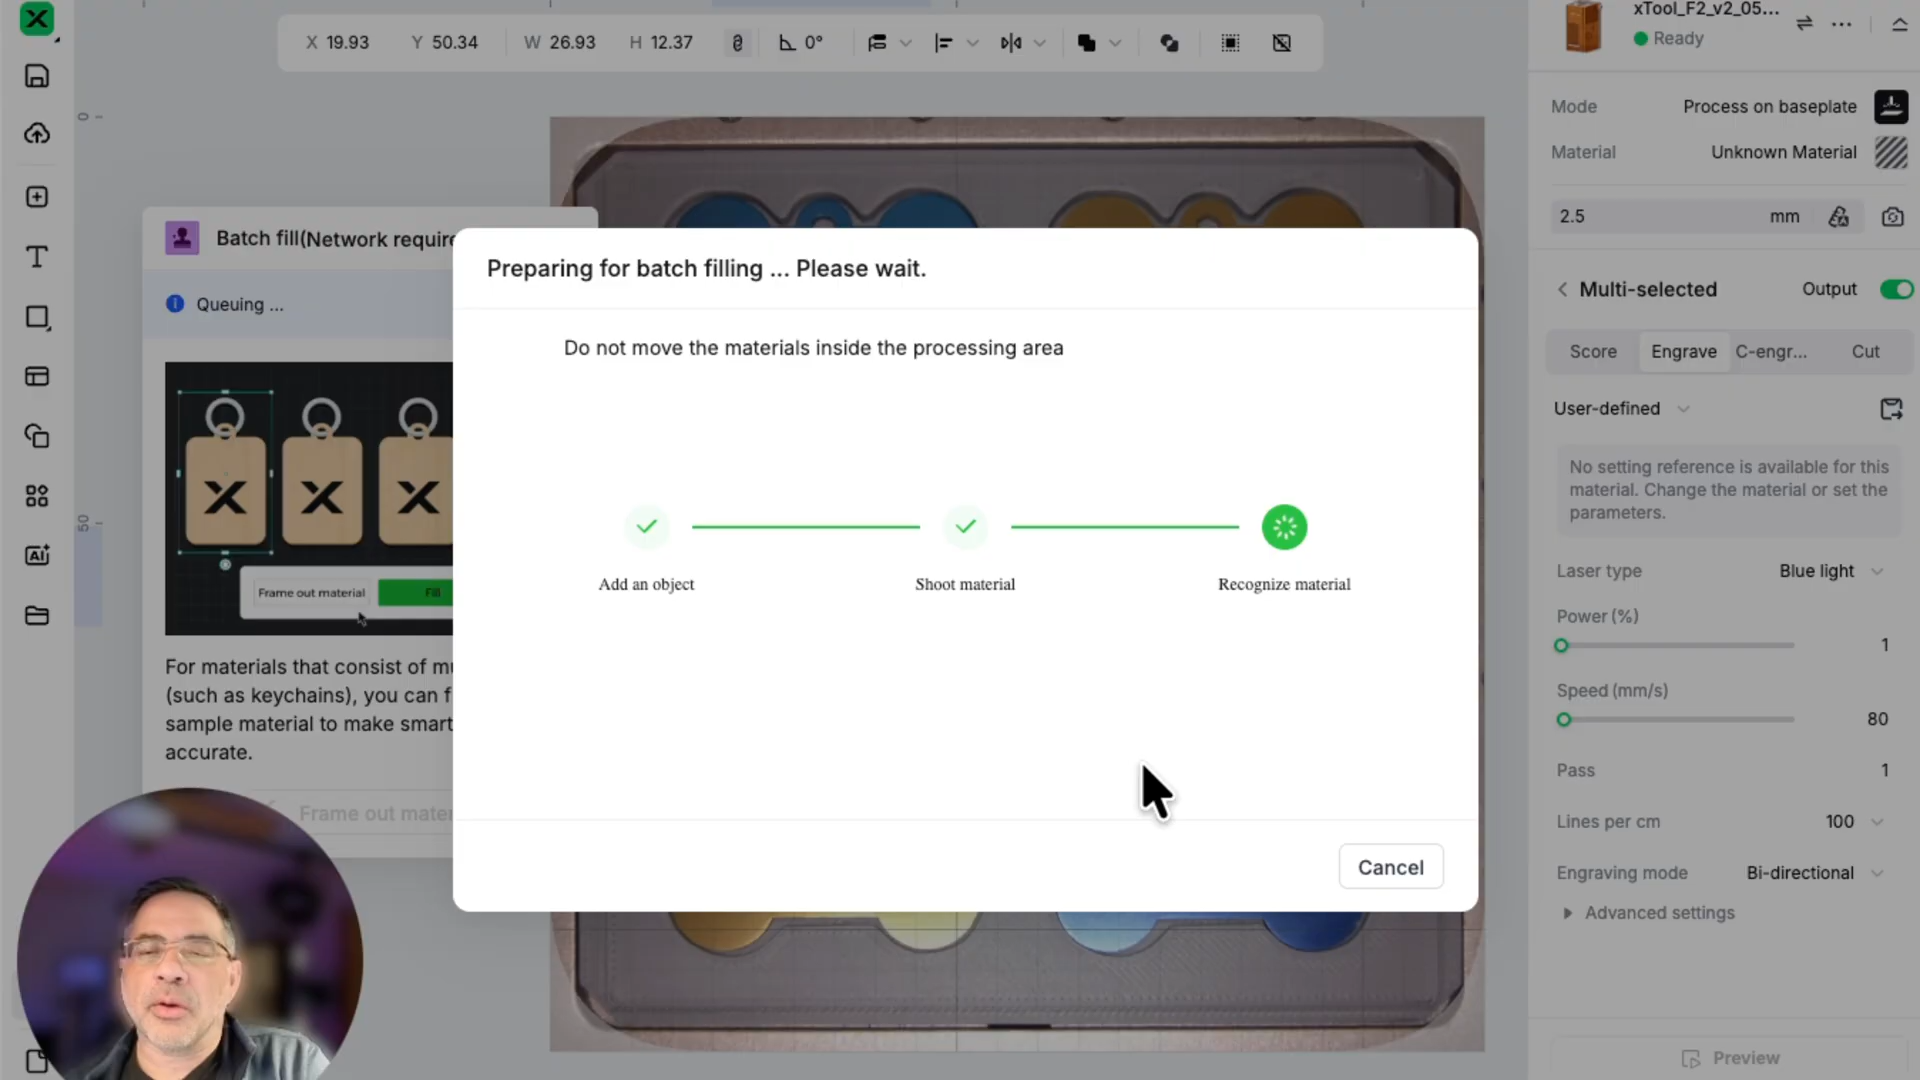 X 19.93 Y 50.34 W 26.93 H 12.37 0°
xTool_F2_v2_05...
Ready
0
50
Mode Process on baseplate
Material Unknown Material
2.5 mm
Multi-selected Output
Score Engrave C-engr... Cut
User-defined
No setting reference is available for this
material. Change the material or set the
parameters.
Laser type Blue light
Power (%)
1
Speed (mm/s)
80
Pass 1
Lines per cm 100
Engraving mode Bi-directional
Advanced settings
Preview
Batch fill(Network require
Queuing ...
Frame out material Fill
For materials that consist of mu
(such as keychains), you can f
sample material to make smart
accurate.
Frame out mater
Preparing for batch filling ... Please wait.
Do not move the materials inside the processing area
Add an object Shoot material Recognize material
Cancel